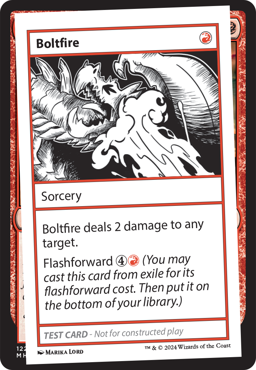 Boltfire
Sorcery
Boltfire deals 2 damage to any
target.
Flashforward 4 (You may
cast this card from exile for its
flashforward cost. Then put it on
the bottom of your library.)
TEST CARD - Not for constructed play
MARIKA LORD
™ & © 2024 Wizards of the Coast